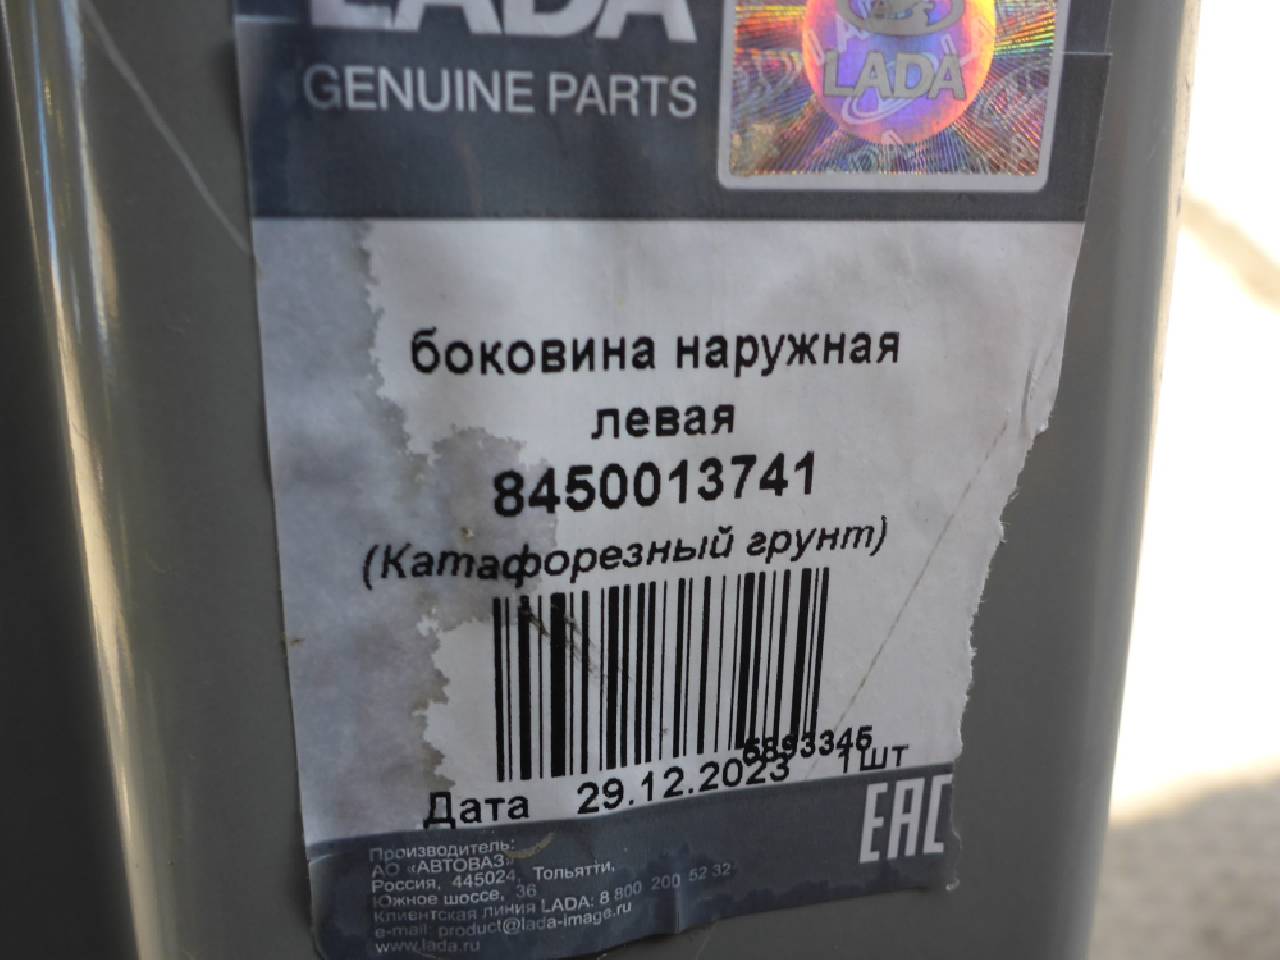 LADA
GENUINE PARTS
LADA
боковина наружная
левая
8450013741
(Катафорезный грунт)
6893346
Дата 29.12.2023 1шт
EAC
Производитель:
АО «АВТОВАЗ»
Россия, 445024, Тольятти,
Южное шоссе, 36
Клиентская линия LADA: 8 800 200 52 32
e-mail: product@lada-image.ru
www.lada.ru